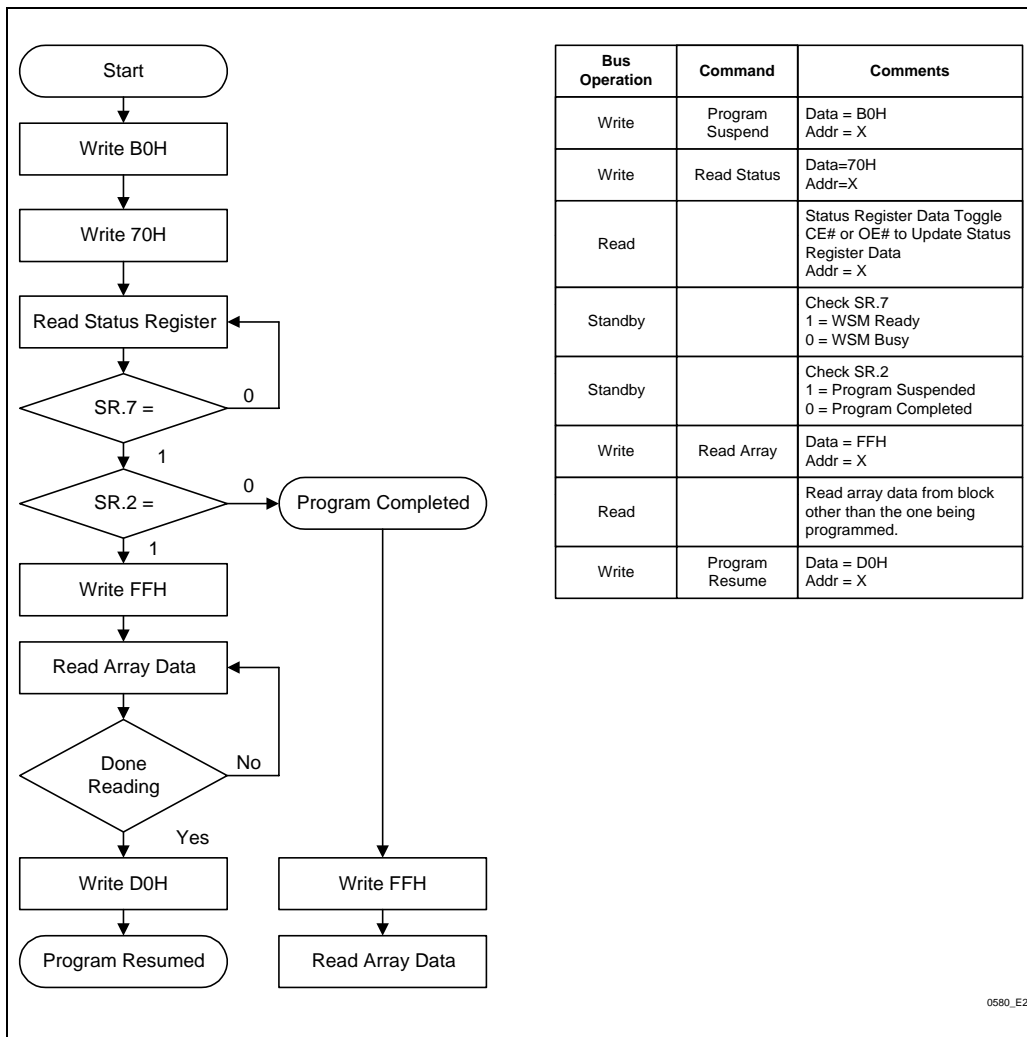 Start
Write B0H
Write 70H
Read Status Register
SR.7 =
0
1
SR.2 =
0
Program Completed
1
Write FFH
Read Array Data
Done
Reading
No
Yes
Write D0H
Write FFH
Program Resumed
Read Array Data
Bus
Operation
Command
Comments
Write
Program
Suspend
Data = B0H
Addr = X
Write
Read Status
Data=70H
Addr=X
Read
Status Register Data Toggle
CE# or OE# to Update Status
Register Data
Addr = X
Standby
Check SR.7
1 = WSM Ready
0 = WSM Busy
Standby
Check SR.2
1 = Program Suspended
0 = Program Completed
Write
Read Array
Data = FFH
Addr = X
Read
Read array data from block
other than the one being
programmed.
Write
Program
Resume
Data = D0H
Addr = X
0580_E2